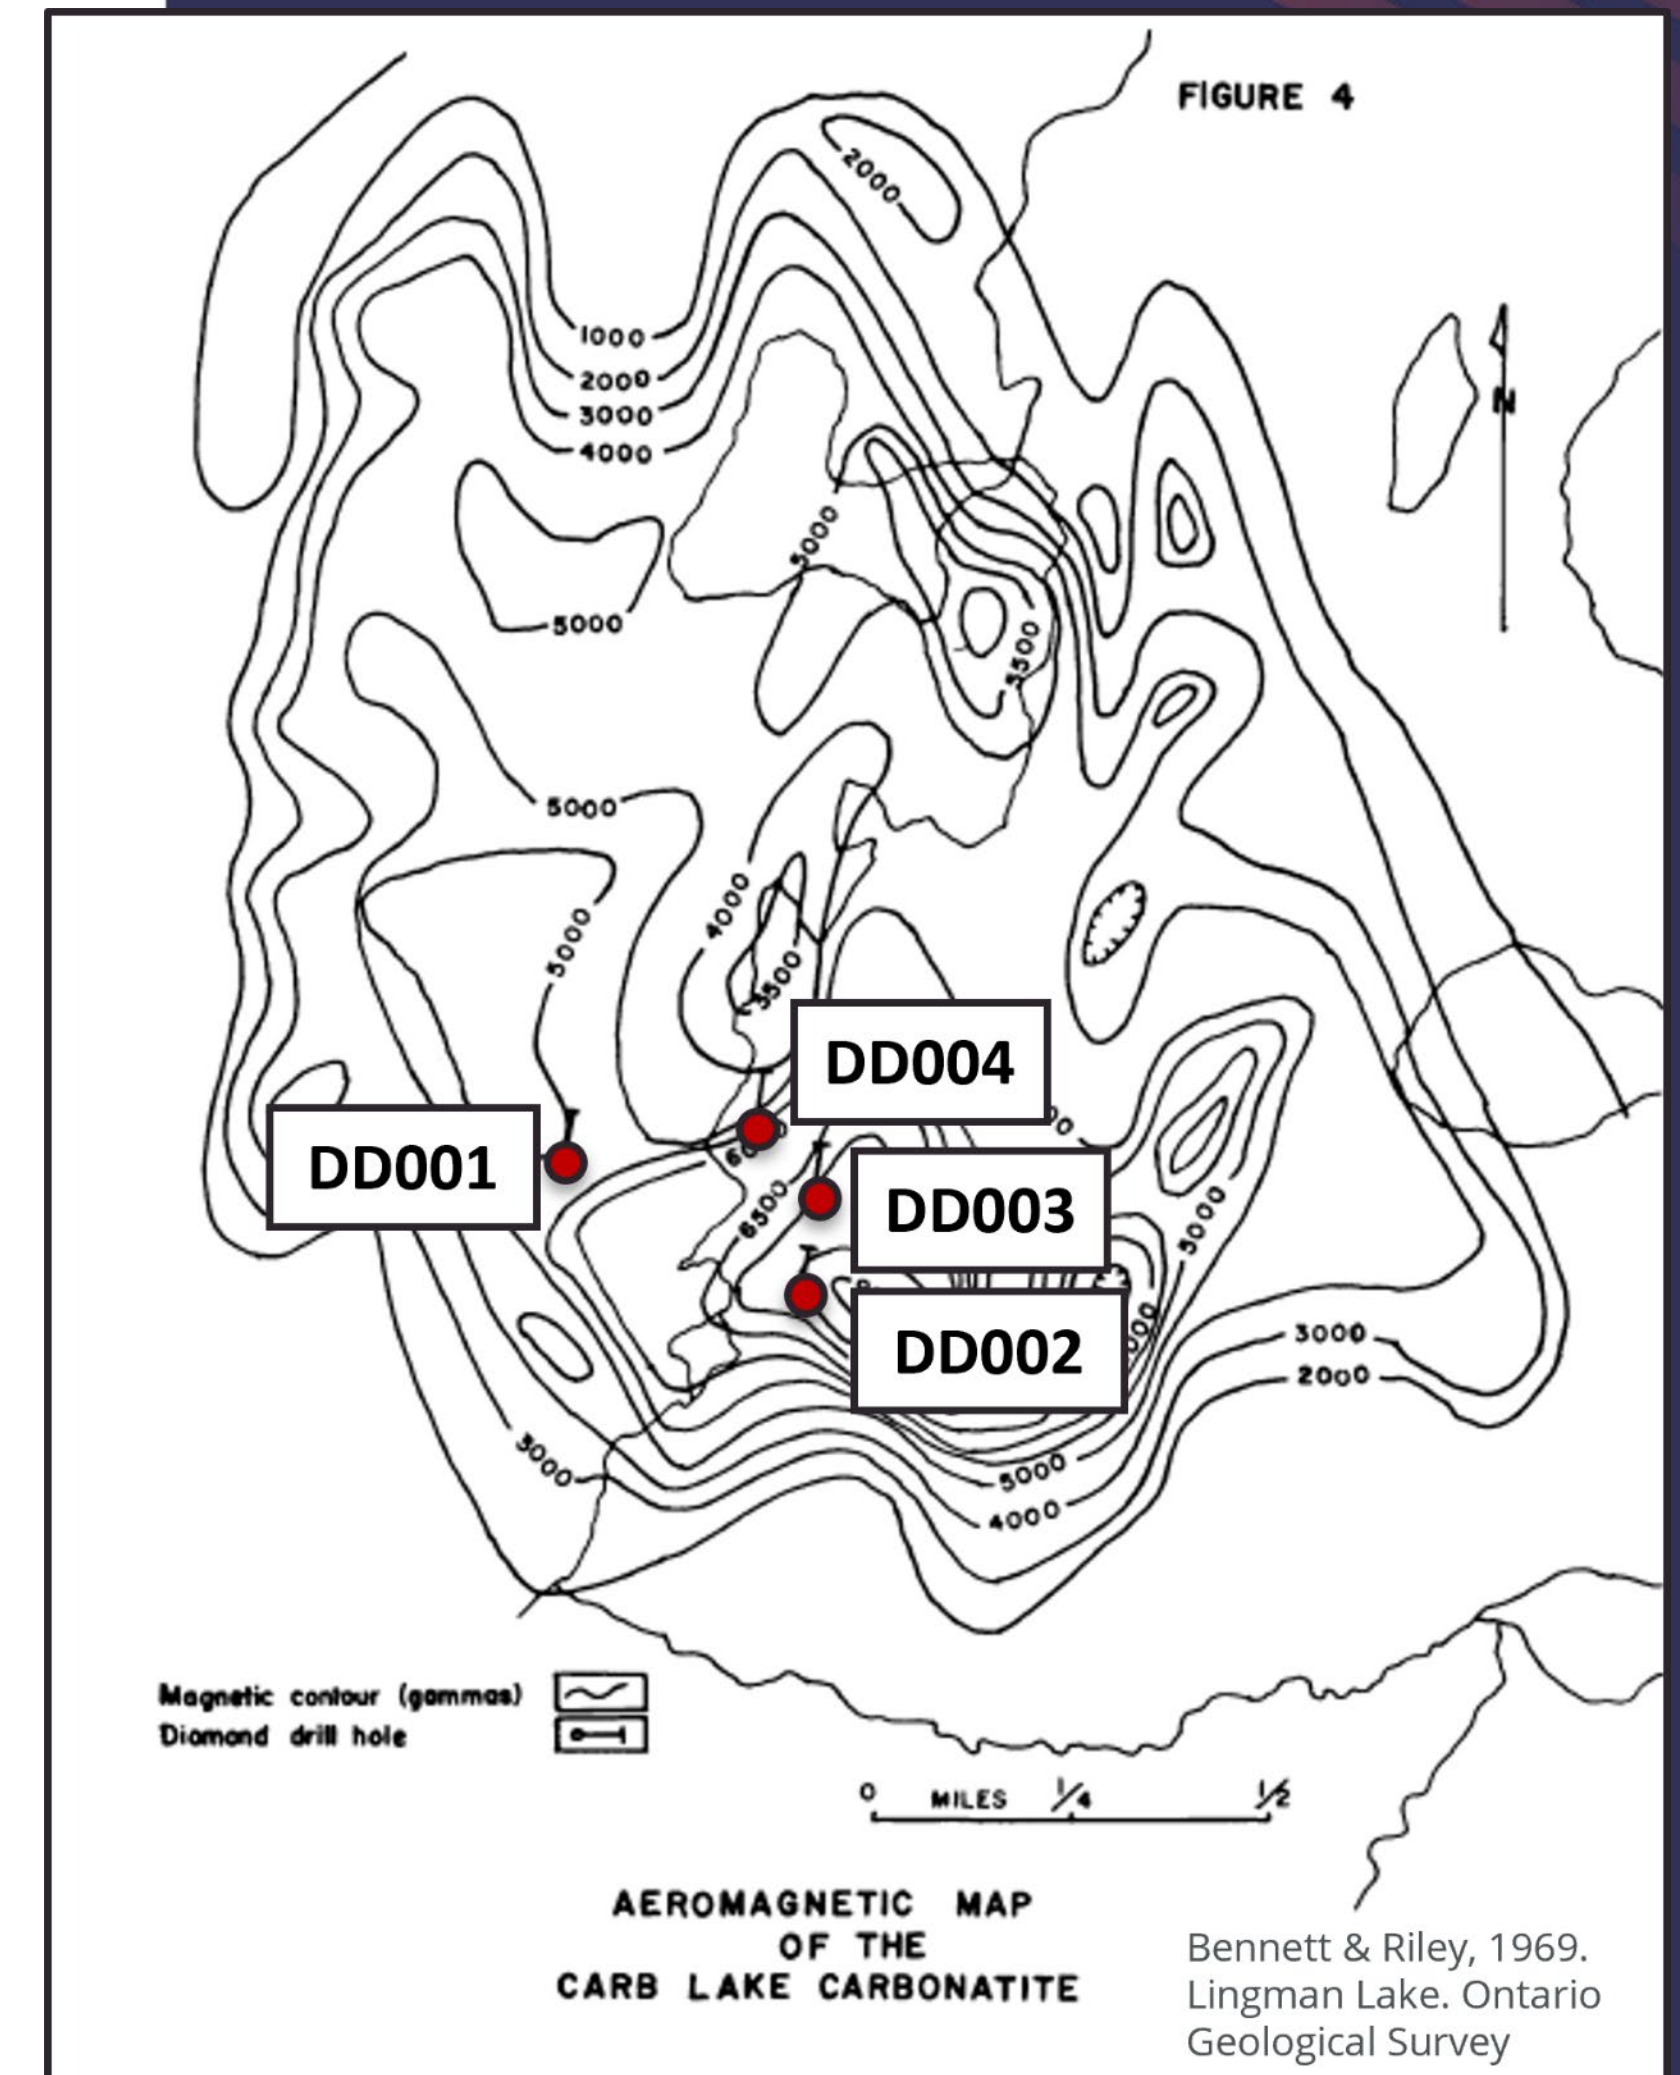 FIGURE 4
2000
1000
2000
3000
4000
N
5000
5000
5500
5000
4000
5000
3500
DD004
DD001
6500
DD003
5000
DD002
3000
2000
3000
5000
4000
Magnetic contour (gammas)
Diamond drill hole
0 MILES 1/4 1/2
AEROMAGNETIC MAP
OF THE
CARB LAKE CARBONATITE
Bennett & Riley, 1969.
Lingman Lake. Ontario
Geological Survey